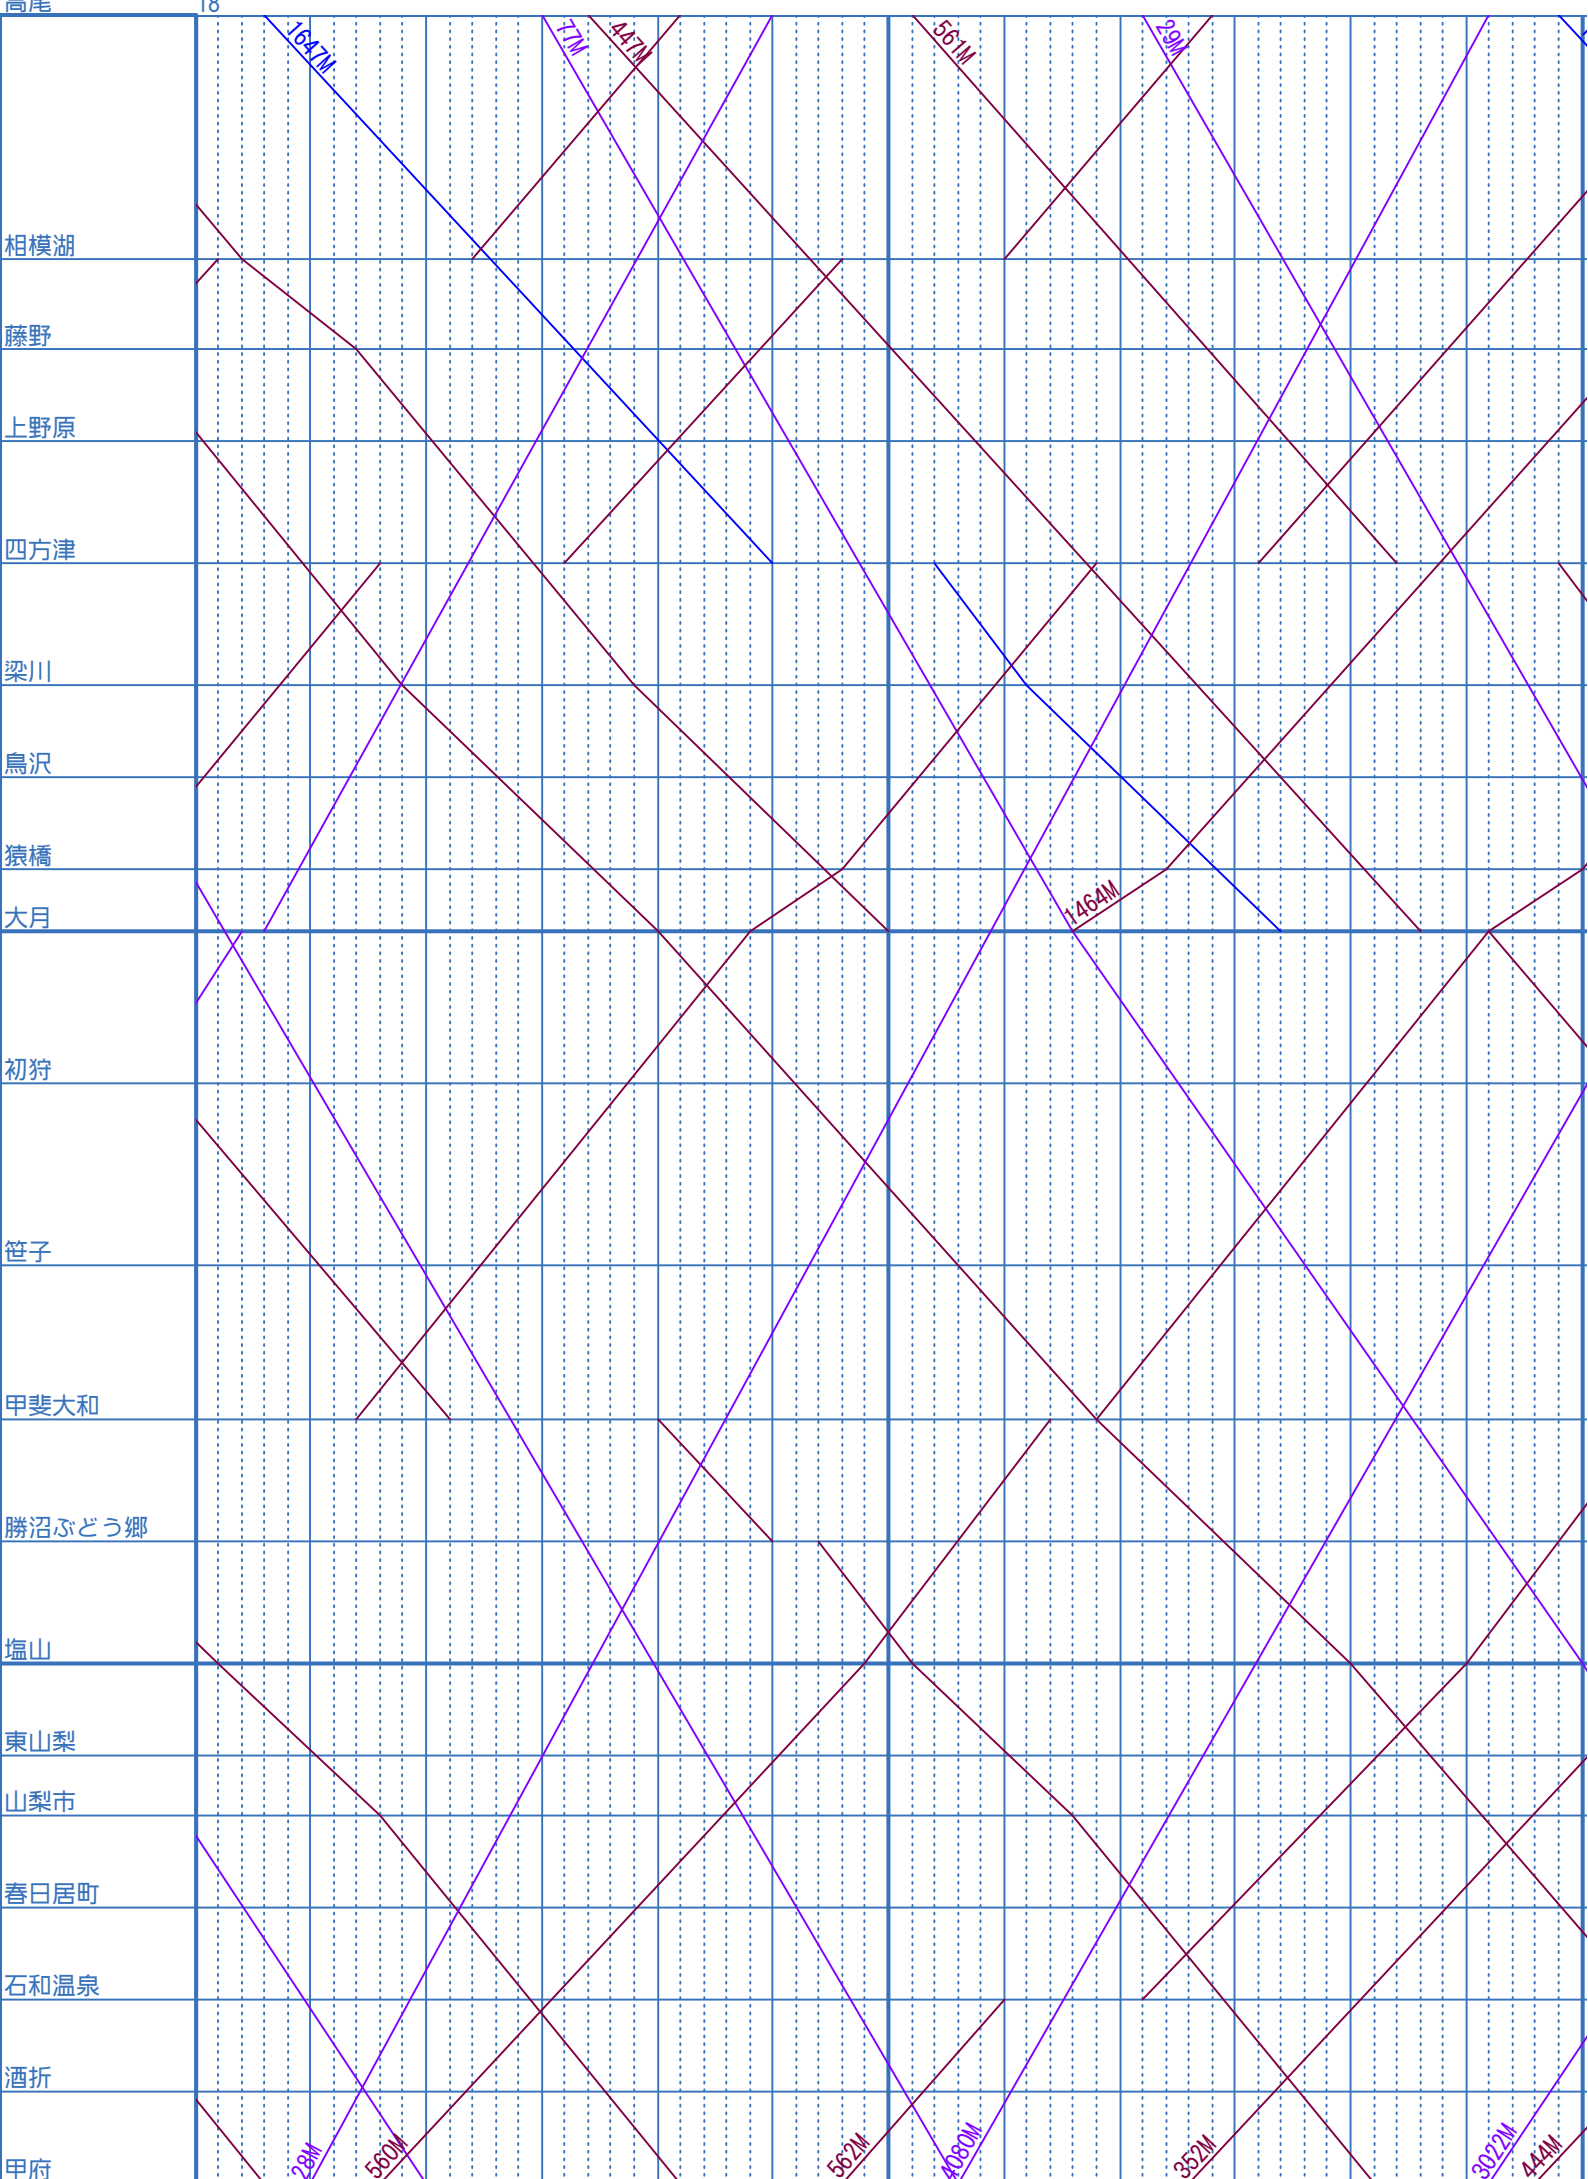 高尾
18
1647M
77M
447M
561M
29M
相模湖
藤野
上野原
四方津
梁川
鳥沢
猿橋
大月
1464M
初狩
笹子
甲斐大和
勝沼ぶどう郷
塩山
東山梨
山梨市
春日居町
石和温泉
酒折
甲府
28M
560M
562M
4080M
352M
3022M
444M